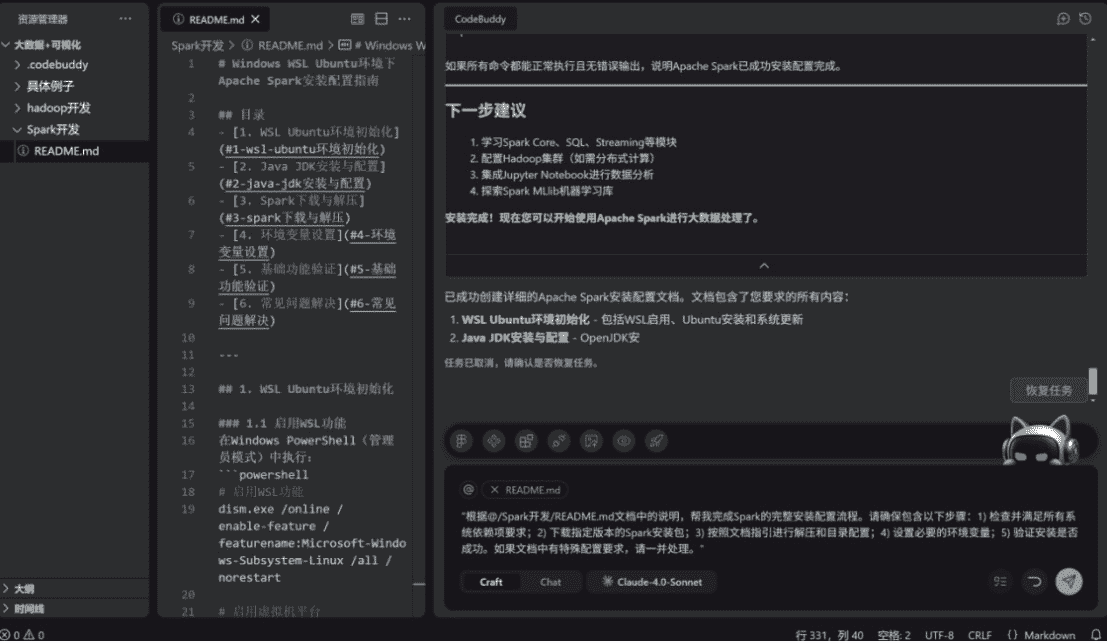 资源管理器
大数据+可视化
.codebuddy
具体例子
hadoop开发
Spark开发
README.md
大纲
时间线
README.md
Spark开发 > README.md > # Windows W
1 # Windows WSL Ubuntu环境下
Apache Spark安装配置指南
2
3 ## 目录
4 - [1. WSL Ubuntu环境初始化]
(#1-wsl-ubuntu环境初始化)
5 - [2. Java JDK安装与配置]
(#2-java-jdk安装与配置)
6 - [3. Spark下载与解压]
(#3-spark下载与解压)
7 - [4. 环境变量设置](#4-环境
变量设置)
8 - [5. 基础功能验证](#5-基础
功能验证)
9 - [6. 常见问题解决](#6-常见
问题解决)
10
11 ---
12
13 ## 1. WSL Ubuntu环境初始化
14
15 ### 1.1 启用WSL功能
16 在Windows PowerShell（管理
员模式）中执行：
17 ```powershell
18 # 启用WSL功能
19 dism.exe /online /
enable-feature /
featurename:Microsoft-Windo
ws-Subsystem-Linux /all /
norestart
20
21 # 启用虚拟机平台
CodeBuddy
如果所有命令都能正常执行且无错误输出，说明Apache Spark已成功安装配置完成。
下一步建议
1. 学习Spark Core、SQL、Streaming等模块
2. 配置Hadoop集群（如需分布式计算）
3. 集成Jupyter Notebook进行数据分析
4. 探索Spark MLlib机器学习库
安装完成！现在您可以开始使用Apache Spark进行大数据处理了。
已成功创建详细的Apache Spark安装配置文档。文档包含了您要求的所有内容：
1. WSL Ubuntu环境初始化 - 包括WSL启用、Ubuntu安装和系统更新
2. Java JDK安装与配置 - OpenJDK安
任务已取消，请确认是否恢复任务。
恢复任务
@ README.md
"根据@/Spark开发/README.md文档中的说明，帮我完成Spark的完整安装配置流程。请确保包含以下步骤：1) 检查并满足所有系
统依赖项要求；2) 下载指定版本的Spark安装包；3) 按照文档指引进行解压和目录配置；4) 设置必要的环境变量；5) 验证安装是否
成功。如果文档中有特殊配置要求，请一并处理。"
Craft Chat Claude-4.0-Sonnet
0 0 行 331，列 40 空格: 2 UTF-8 CRLF {} Markdown